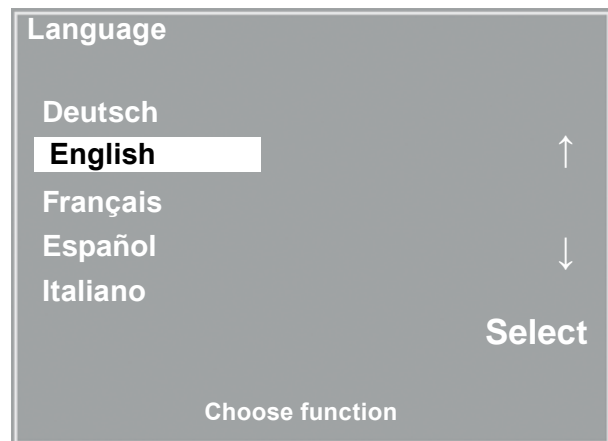 Language
Deutsch
English
↑
Français
Español
↓
Italiano
Select
Choose function